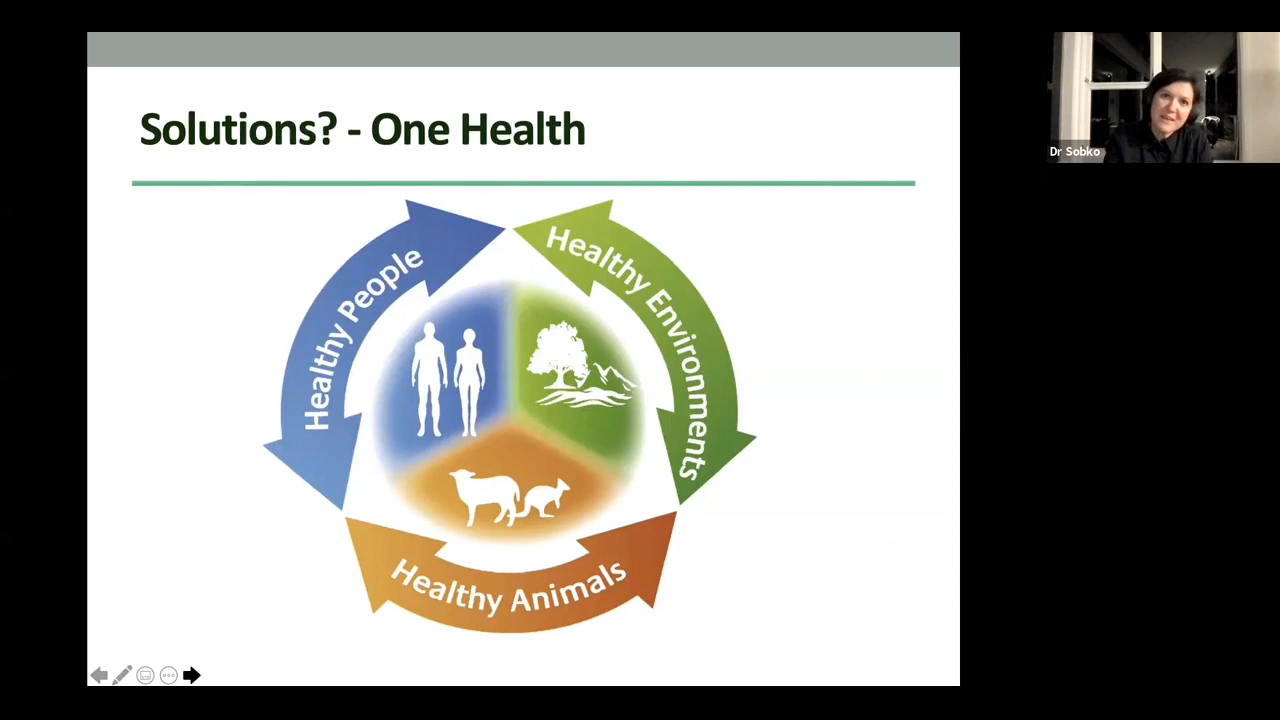 Solutions? - One Health
Healthy People
Healthy Environments
Healthy Animals
Dr Sobko